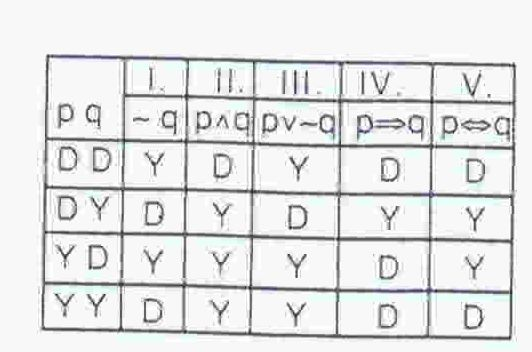 I. II. III. IV. V.
p q ~ q p∧q p∨~q p⇒q p⇔q
D D Y D Y D D
D Y D Y D Y Y
Y D Y Y Y D Y
Y Y D Y Y D D